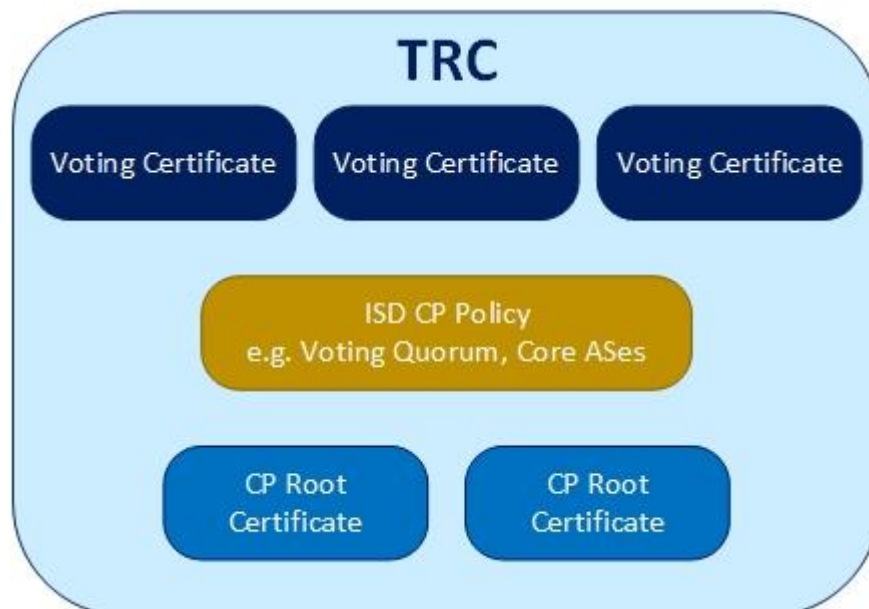 TRC
Voting Certificate
Voting Certificate
Voting Certificate
ISD CP Policy
e.g. Voting Quorum, Core ASes
CP Root
Certificate
CP Root
Certificate